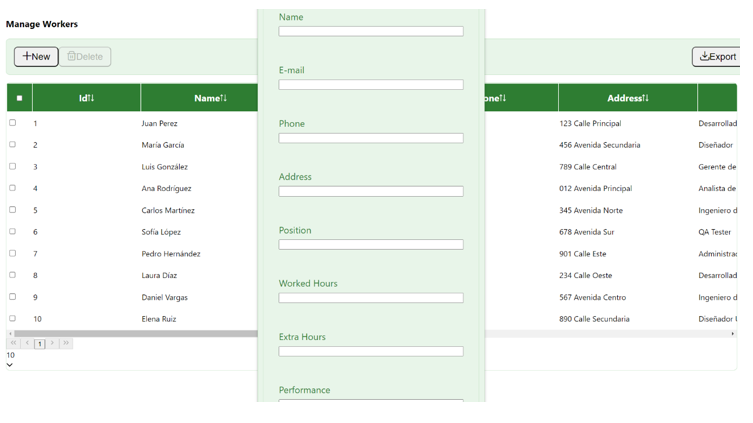 Manage Workers
New Delete Export
Name
E-mail
Phone
Address
Position
Worked Hours
Extra Hours
Performance
Id Name one Address
1 Juan Perez 123 Calle Principal Desarrollad
2 María García 456 Avenida Secundaria Diseñador
3 Luis González 789 Calle Central Gerente de
4 Ana Rodríguez 012 Avenida Principal Analista de
5 Carlos Martínez 345 Avenida Norte Ingeniero d
6 Sofía López 678 Avenida Sur QA Tester
7 Pedro Hernández 901 Calle Este Administrac
8 Laura Díaz 234 Calle Oeste Desarrollad
9 Daniel Vargas 567 Avenida Centro Ingeniero d
10 Elena Ruiz 890 Calle Secundaria Diseñador U
1
10